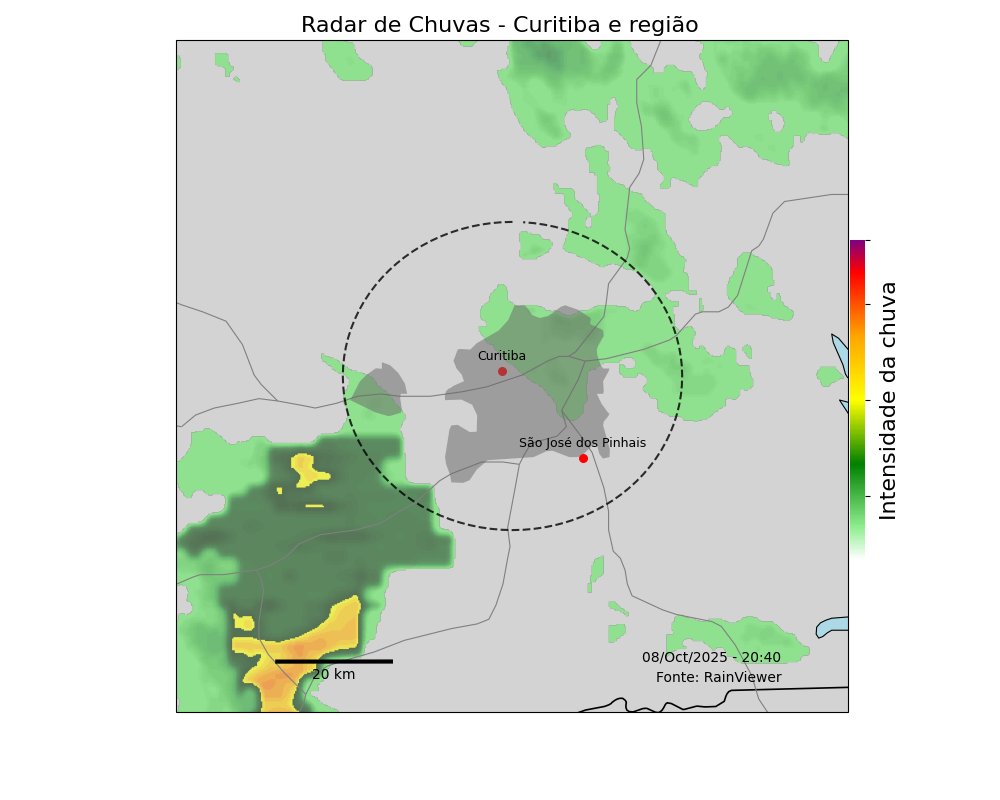 Radar de Chuvas - Curitiba e região
Curitiba
São José dos Pinhais
Intensidade da chuva
08/Oct/2025 - 20:40
Fonte: RainViewer
20 km